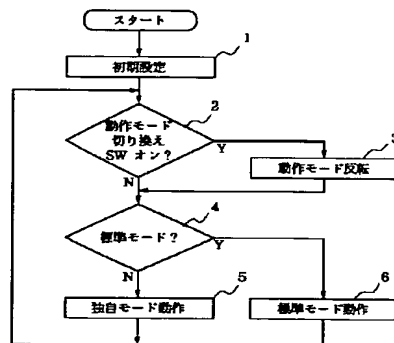 スタート
1
初期設定
2
動作モード
切り換え
SW オン？
Y
3
動作モード反転
N
4
標準モード？
Y
N
5
独自モード動作
6
標準モード動作